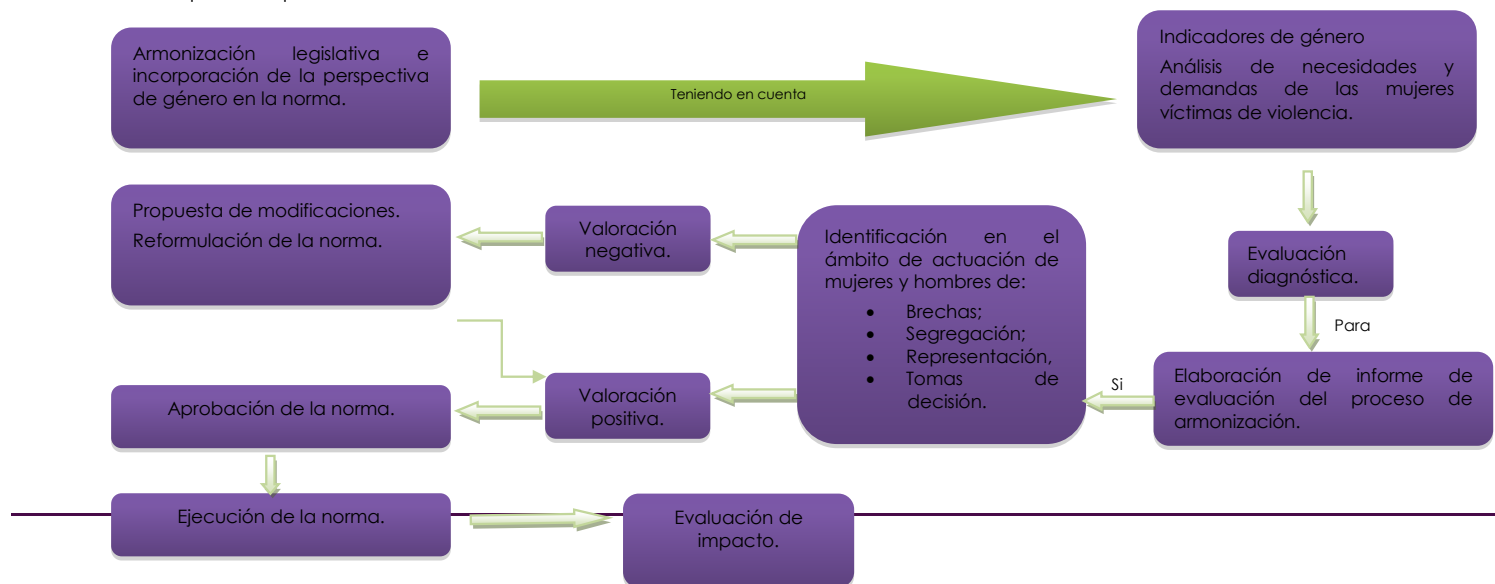 Armonización legislativa e
incorporación de la perspectiva
de género en la norma.
Teniendo en cuenta
Indicadores de género
Análisis de necesidades y
demandas de las mujeres
víctimas de violencia.
Evaluación
diagnóstica.
Para
Elaboración de informe de
evaluación del proceso de
armonización.
Si
Identificación en el
ámbito de actuación de
mujeres y hombres de:
• Brechas;
• Segregación;
• Representación,
• Tomas de
decisión.
Valoración
negativa.
Propuesta de modificaciones.
Reformulación de la norma.
Valoración
positiva.
Aprobación de la norma.
Ejecución de la norma.
Evaluación de
impacto.